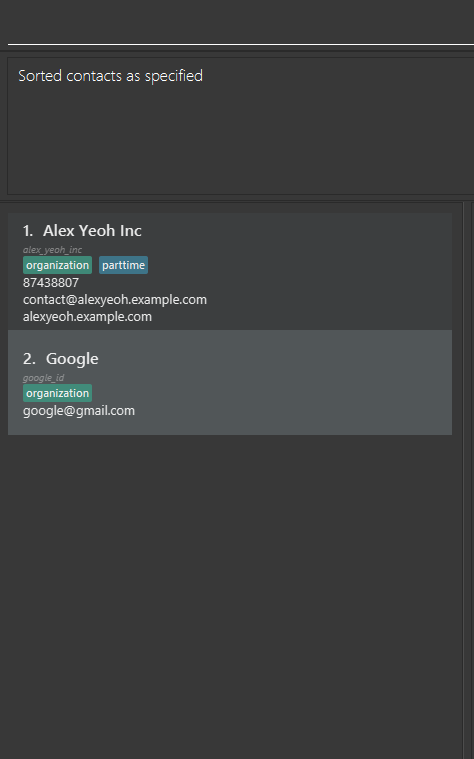 Sorted contacts as specified
1. Alex Yeoh Inc
alex_yeoh_inc
organization parttime
87438807
contact@alexyeoh.example.com
alexyeoh.example.com
2. Google
google_id
organization
google@gmail.com